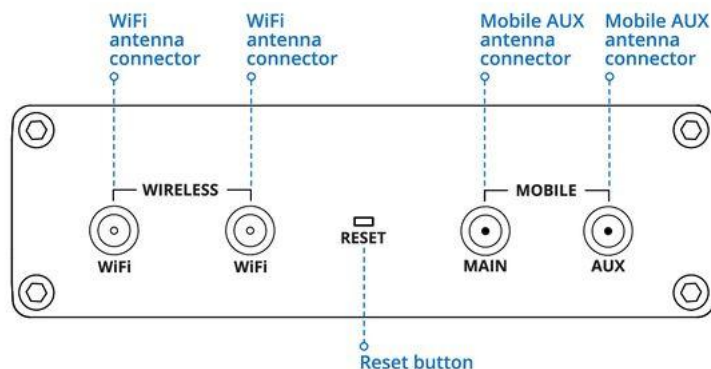 WiFi
antenna
connector
WiFi
antenna
connector
Mobile AUX
antenna
connector
Mobile AUX
antenna
connector
WIRELESS
MOBILE
WiFi
WiFi
RESET
MAIN
AUX
Reset button